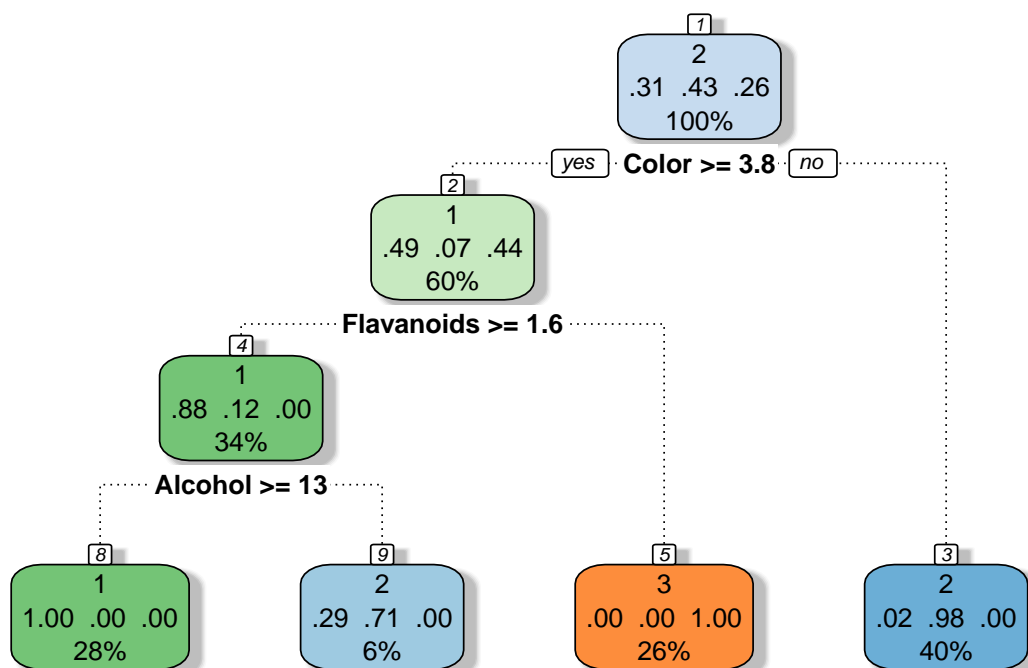 1
2
.31 .43 .26
100%
yes Color >= 3.8 no
2
1
.49 .07 .44
60%
Flavanoids >= 1.6
4
1
.88 .12 .00
34%
Alcohol >= 13
8
1
1.00 .00 .00
28%
9
2
.29 .71 .00
6%
5
3
.00 .00 1.00
26%
3
2
.02 .98 .00
40%